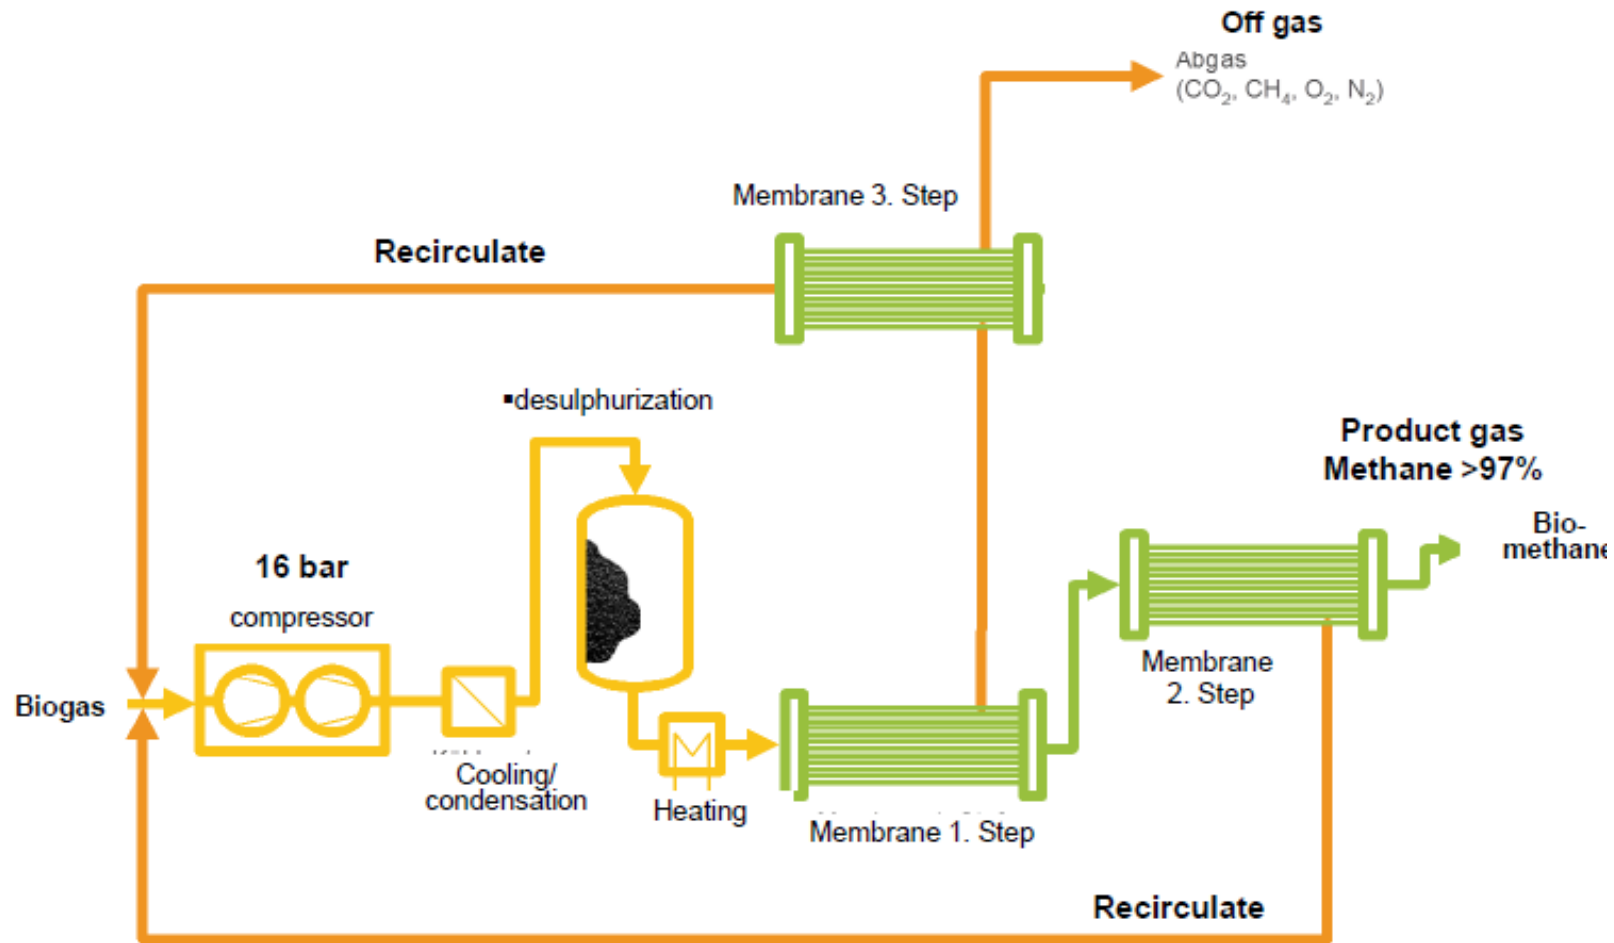 Off gas
Abgas
(CO₂, CH₄, O₂, N₂)
Membrane 3. Step
Recirculate
▪desulphurization
Product gas
Methane >97%
Bio-
methane
16 bar
compressor
Membrane
2. Step
Biogas
Cooling/
condensation
Heating
Membrane 1. Step
Recirculate